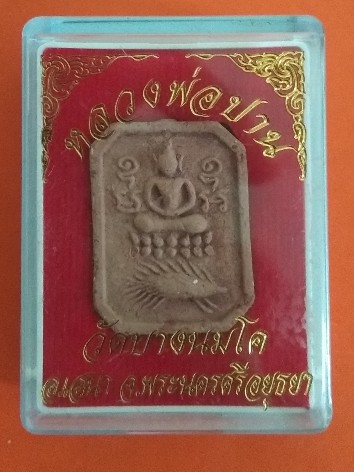 หลวงพ่อปาน
วัดบางนมโค
อ.เสนา จ.พระนครศรีอยุธยา